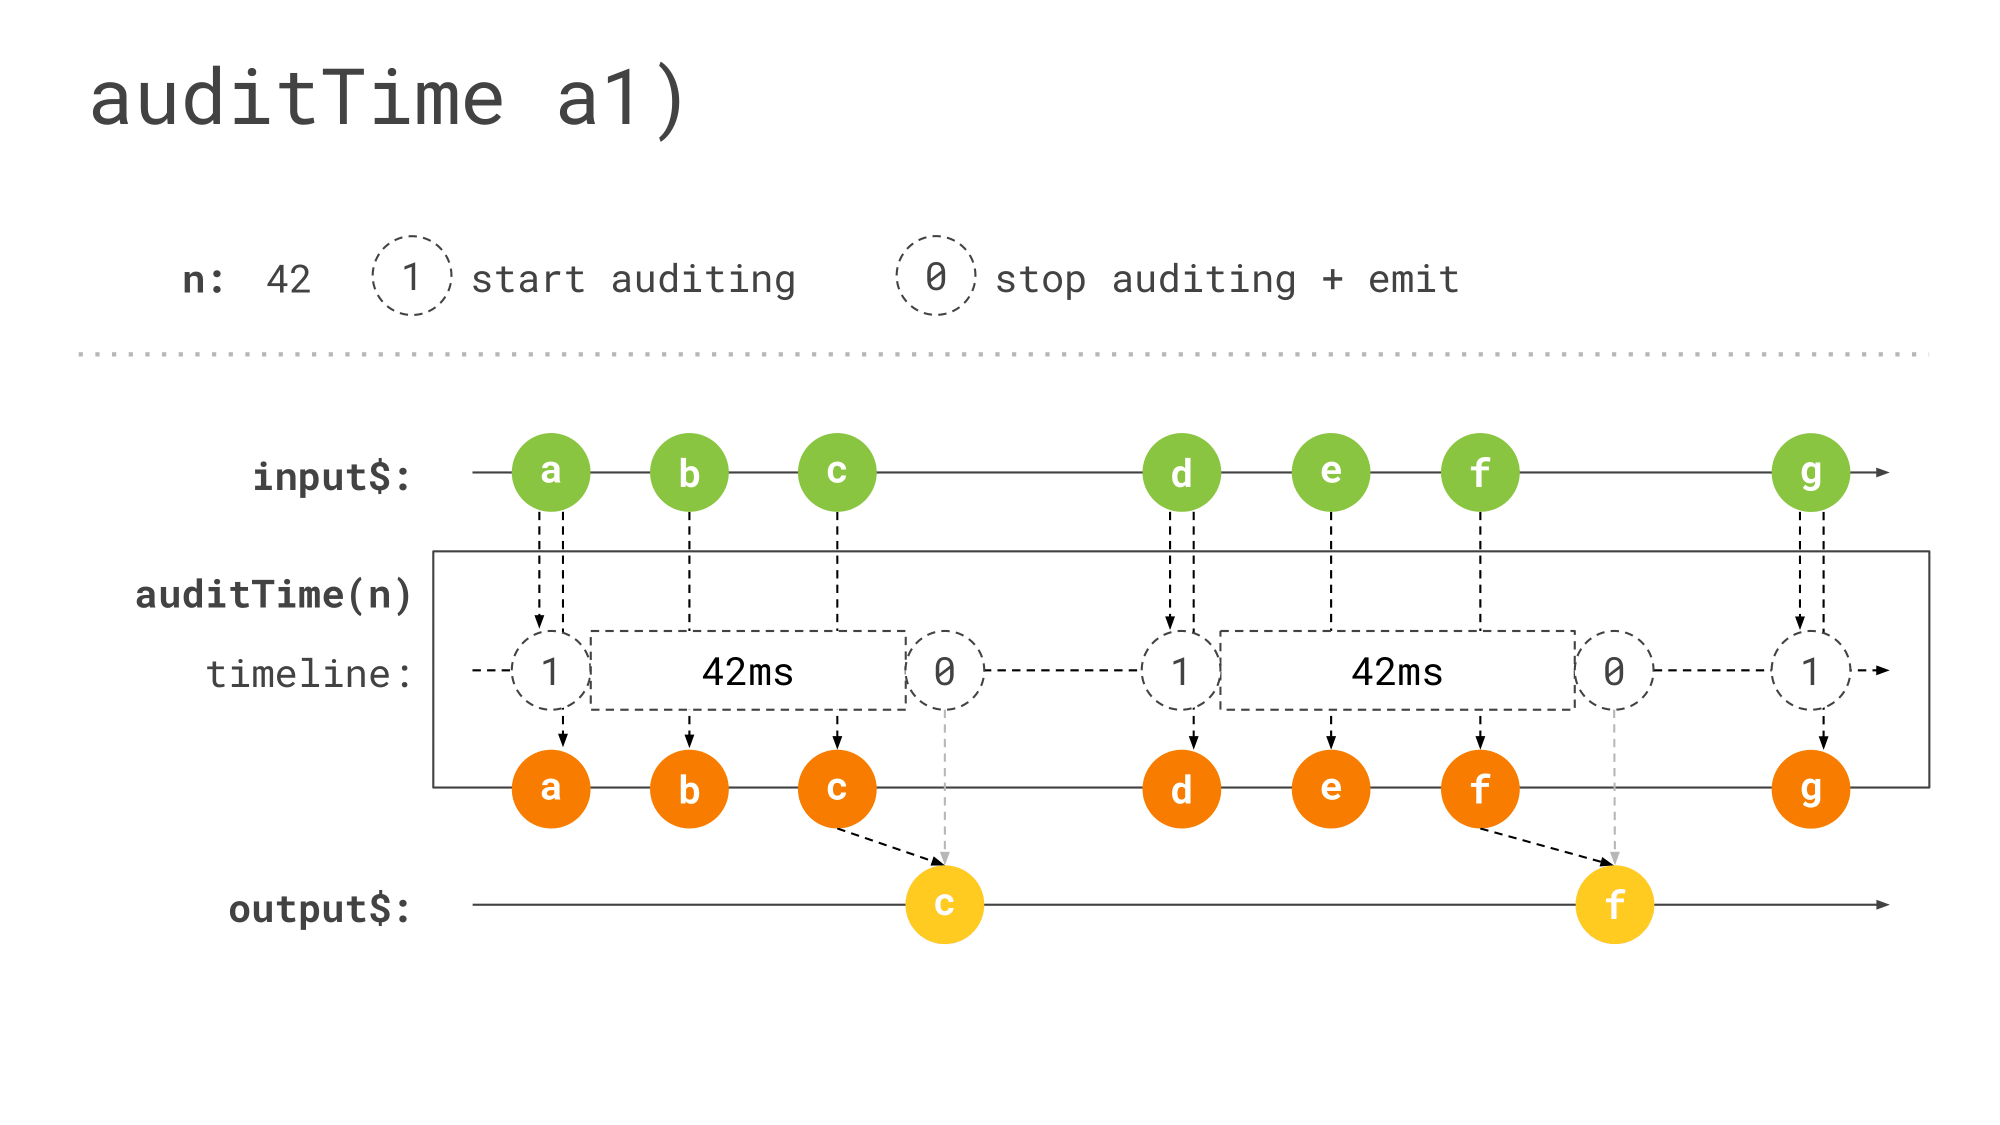 auditTime a1)
n: 42 1 start auditing 0 stop auditing + emit
input$: a b c d e f g
auditTime(n)
timeline: 1 42ms 0 1 42ms 0 1
a b c d e f g
output$: c f